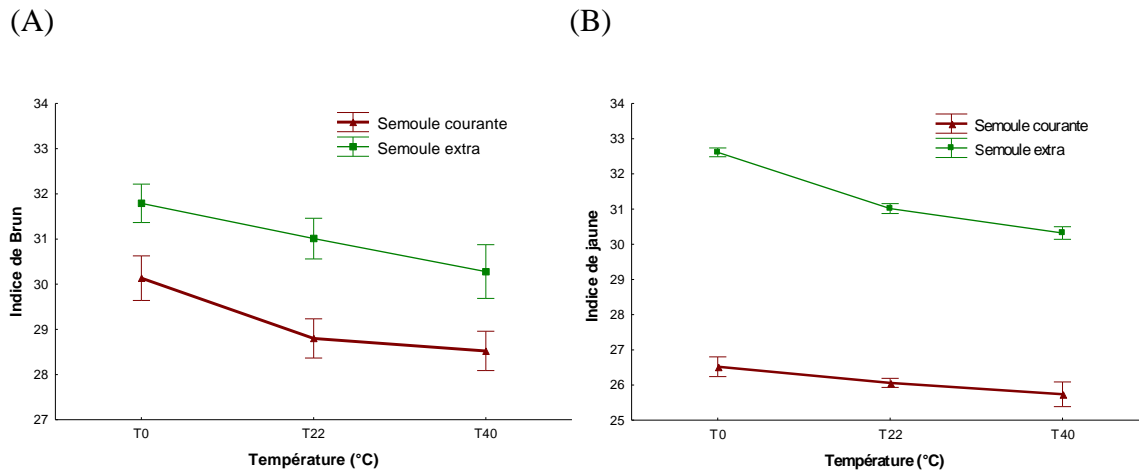 (A)
34
33
32
31
30
29
28
27
Indice de Brun
Semoule courante
Semoule extra
T0
T22
T40
Température (°C)
(B)
34
33
32
31
30
29
28
27
26
25
Indice de jaune
Semoule courante
Semoule extra
T0
T22
T40
Température (°C)